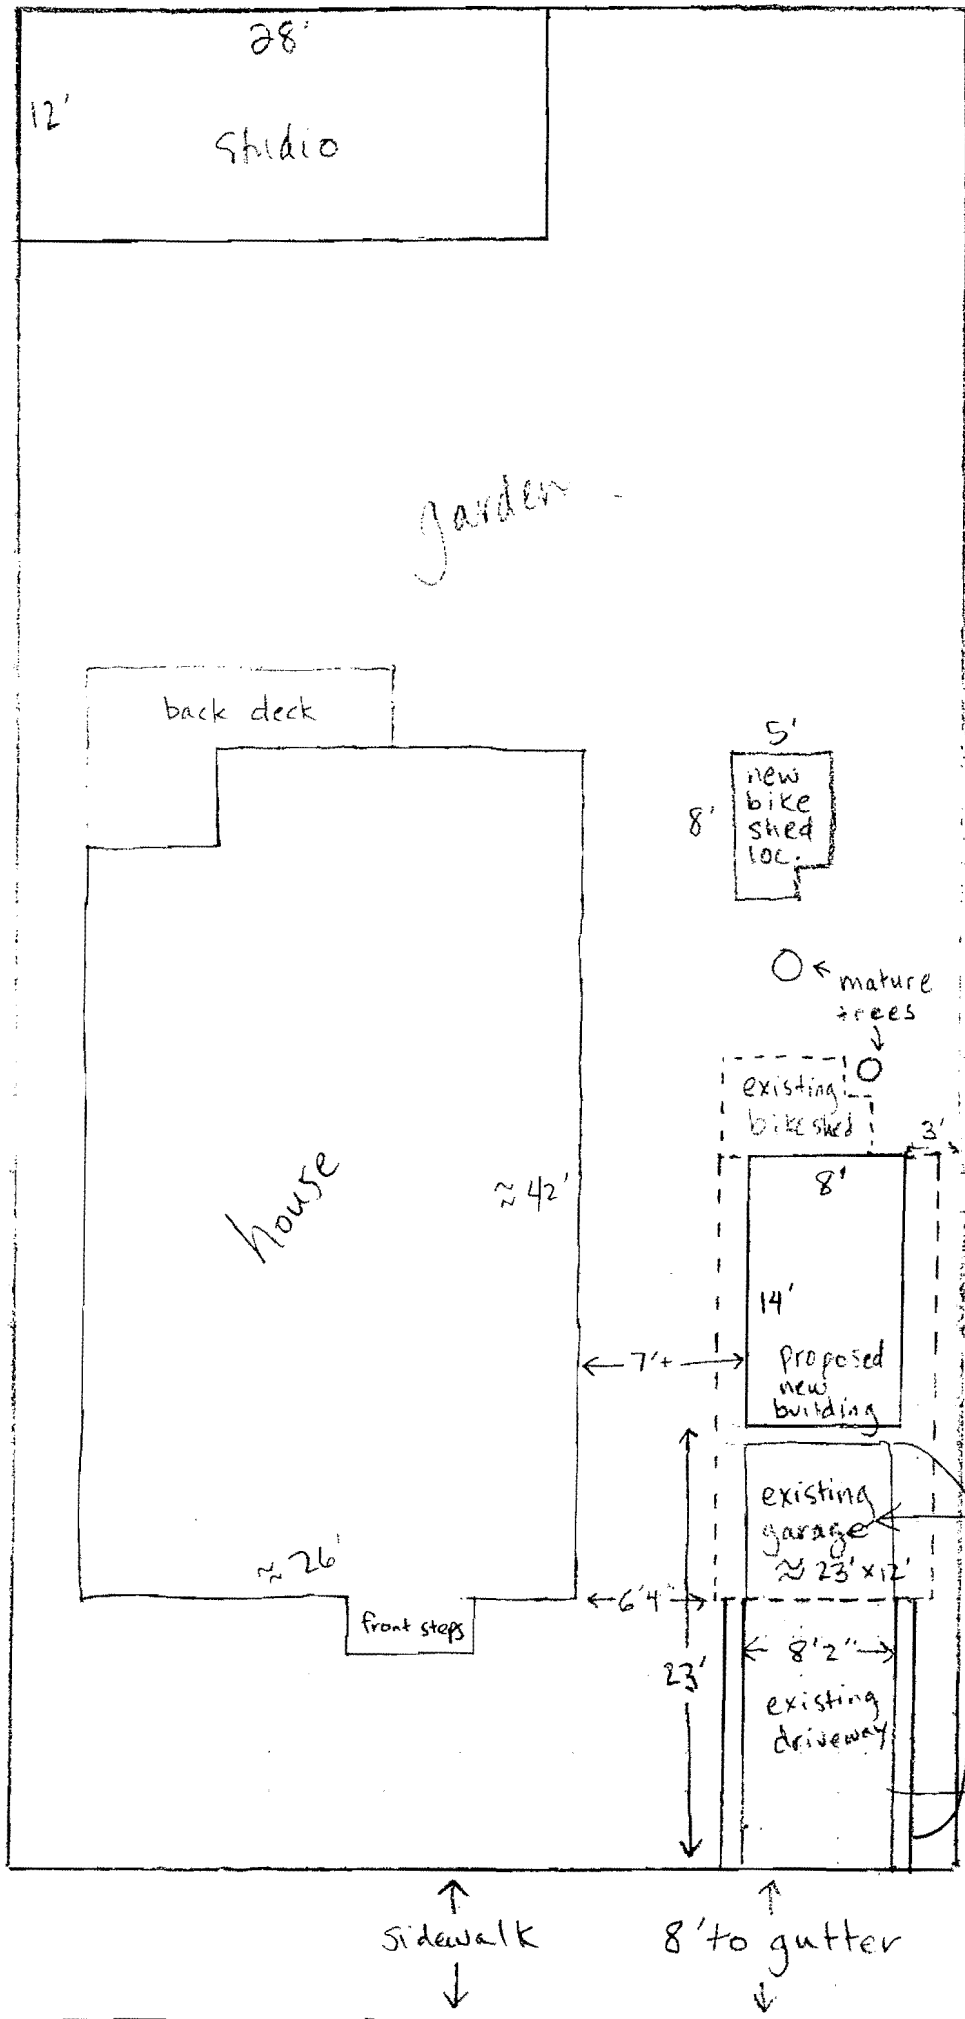 28'
12'
Studio
garden
back deck
5'
new
bike
shed
loc.
8'
mature
trees
existing
bike shed
3'
8'
house
≈ 42'
14'
7'+
proposed
new
building
existing
garage
≈ 23' x 12'
≈ 26'
6'4"
front steps
8'2"
23'
existing
driveway
sidewalk
8' to gutter